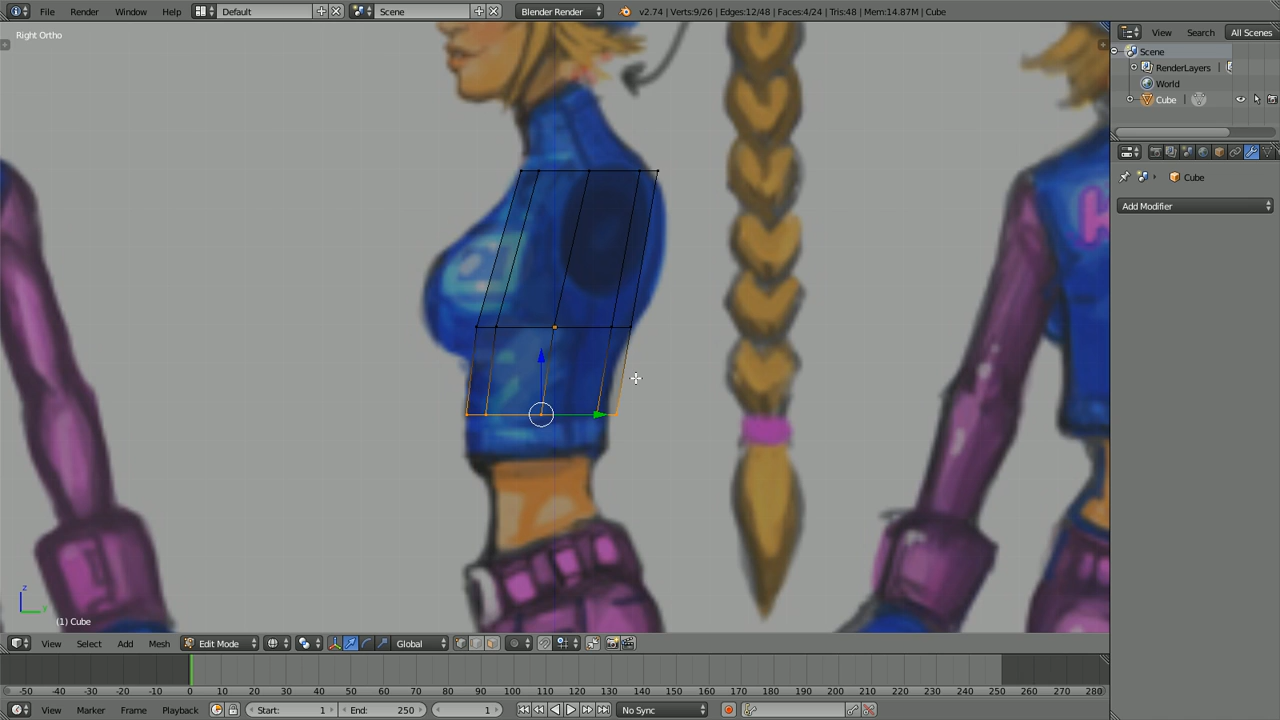 File Render Window Help Default Scene Blender Render v2.74 | Verts:9/26 | Edges:12/48 | Faces:4/24 | Tris:48 | Mem:14.87M | Cube
Right Ortho
View Search All Scenes
Scene
RenderLayers
World
Cube
Cube
Add Modifier
K
z
y
(1) Cube
View Select Add Mesh Edit Mode Global
-50 -40 -30 -20 -10 0 10 20 30 40 50 60 70 80 90 100 110 120 130 140 150 160 170 180 190 200 210 220 230 240 250 260 270 280
View Marker Frame Playback Start: 1 End: 250 1 No Sync